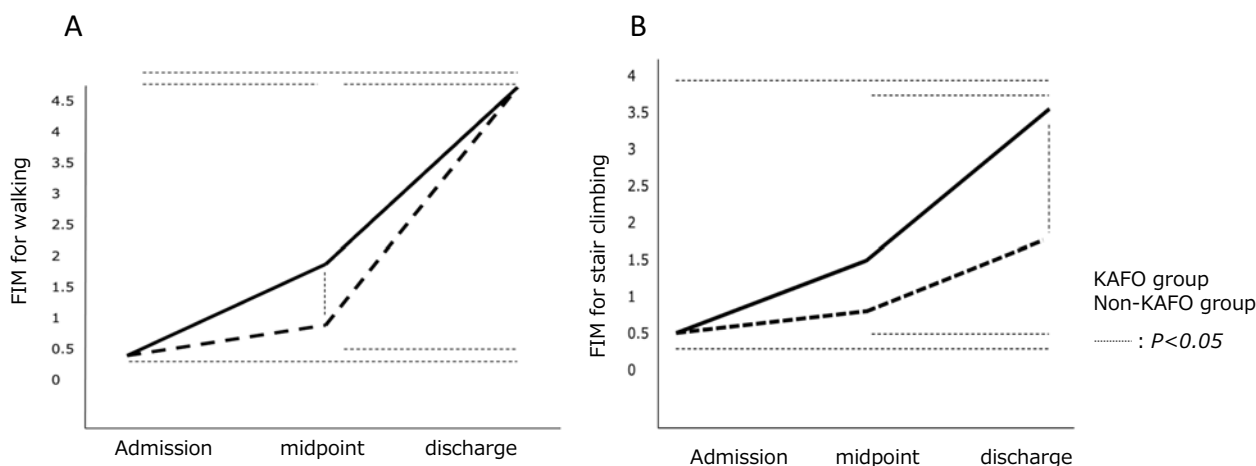 A
FIM for walking
4.5
4
3.5
3
2.5
2
1.5
1
0.5
0
Admission midpoint discharge
B
FIM for stair climbing
4
3.5
3
2.5
2
1.5
1
0.5
0
Admission midpoint discharge
KAFO group
Non-KAFO group
: P<0.05